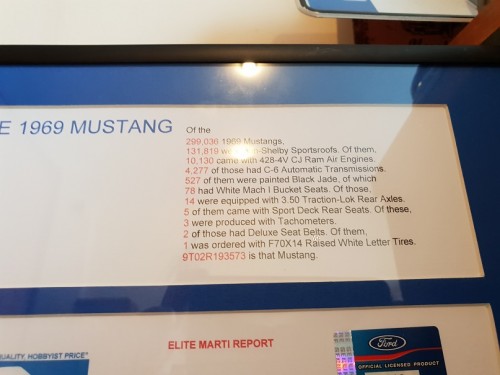 E 1969 MUSTANG
Of the
299,036 1969 Mustangs,
131,819 -Shelby Sportsroofs. Of them,
10,130 came with 428-4V CJ Ram Air Engines.
4,277 of those had C-6 Automatic Transmissions.
527 of them were painted Black Jade, of which
78 had White Mach I Bucket Seats. Of those,
14 were equipped with 3.50 Traction-Lok Rear Axles.
5 of them came with Sport Deck Rear Seats. Of these,
3 were produced with Tachometers.
2 of those had Deluxe Seat Belts. Of them,
1 was ordered with F70X14 Raised White Letter Tires.
9T02R193573 is that Mustang.
QUALITY. HOBBYIST PRICE"
ELITE MARTI REPORT
Ford
OFFICIAL LICENSED PRODUCT